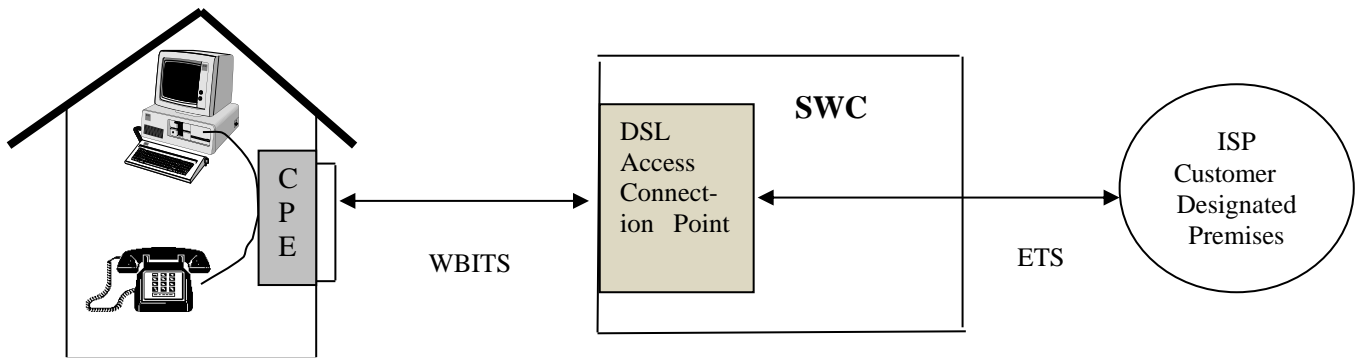 C
P
E
WBITS
DSL
Access
Connect-
ion Point
SWC
ETS
ISP
Customer
Designated
Premises